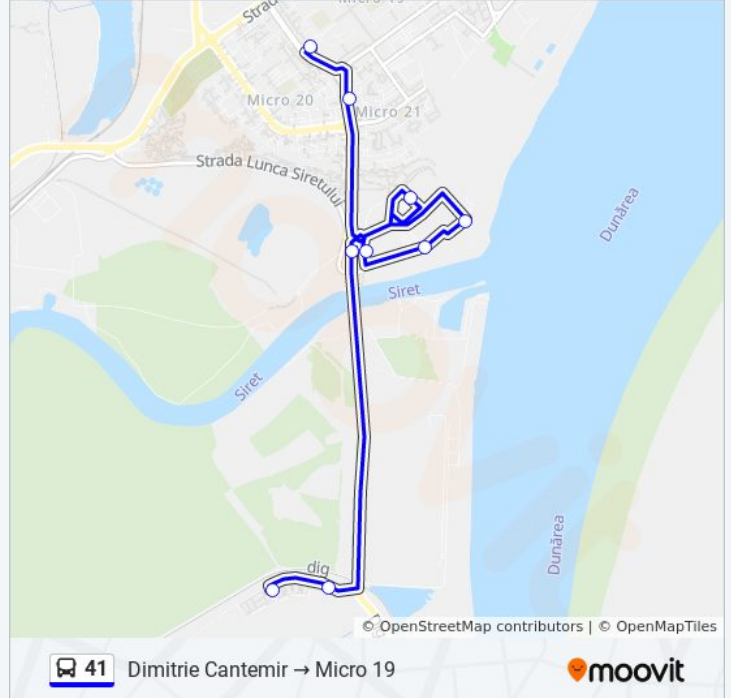 Micro 19
Strad
Micro 20
Micro 21
Strada Lunca Siretului
Dunărea
Siret
Siret
Dunărea
dig
© OpenStreetMap contributors | © OpenMapTiles
41 Dimitrie Cantemir → Micro 19
moovit